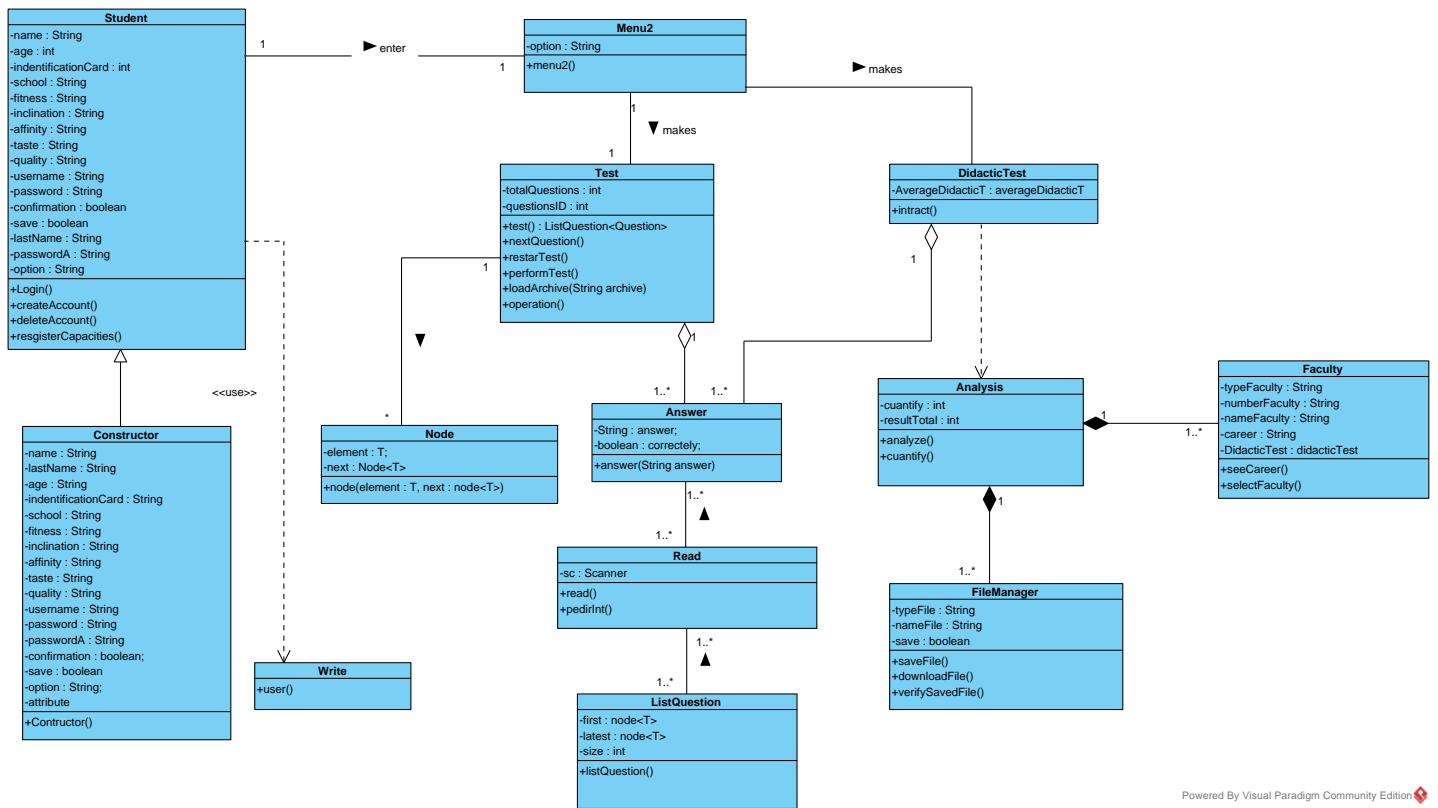 Student
-name : String
-age : int
-indentificationCard : int
-school : String
-fitness : String
-inclination : String
-affinity : String
-taste : String
-quality : String
-username : String
-password : String
-confirmation : boolean
-save : boolean
-lastName : String
-passwordA : String
-option : String
+Login()
+createAccount()
+deleteAccount()
+resgisterCapacities()
1
enter
1
Menu2
-option : String
+menu2()
makes
1
makes
1
Test
-totalQuestions : int
-questionsID : int
+test() : ListQuestion<Question>
+nextQuestion()
+restarTest()
+performTest()
+loadArchive(String archive)
+operation()
DidacticTest
-AverageDidacticT : averageDidacticT
+intract()
1
1
*
1
1..*
1..*
<<use>>
Constructor
-name : String
-lastName : String
-age : String
-indentificationCard : String
-school : String
-fitness : String
-inclination : String
-affinity : String
-taste : String
-quality : String
-username : String
-password : String
-passwordA : String
-confirmation : boolean;
-save : boolean
-option : String;
-attribute
+Contructor()
Node
-element : T;
-next : Node<T>
+node(element : T, next : node<T>)
Answer
-String : answer;
-boolean : correctely;
+answer(String answer)
1..*
1..*
Analysis
-cuantify : int
-resultTotal : int
+analyze()
+cuantify()
1
1..*
Faculty
-typeFaculty : String
-numberFaculty : String
-nameFaculty : String
-career : String
-DidacticTest : didacticTest
+seeCareer()
+selectFaculty()
1
1..*
Read
-sc : Scanner
+read()
+pedirInt()
1..*
1..*
FileManager
-typeFile : String
-nameFile : String
-save : boolean
+saveFile()
+downloadFile()
+verifySavedFile()
Write
+user()
ListQuestion
-first : node<T>
-latest : node<T>
-size : int
+listQuestion()
Powered By Visual Paradigm Community Edition